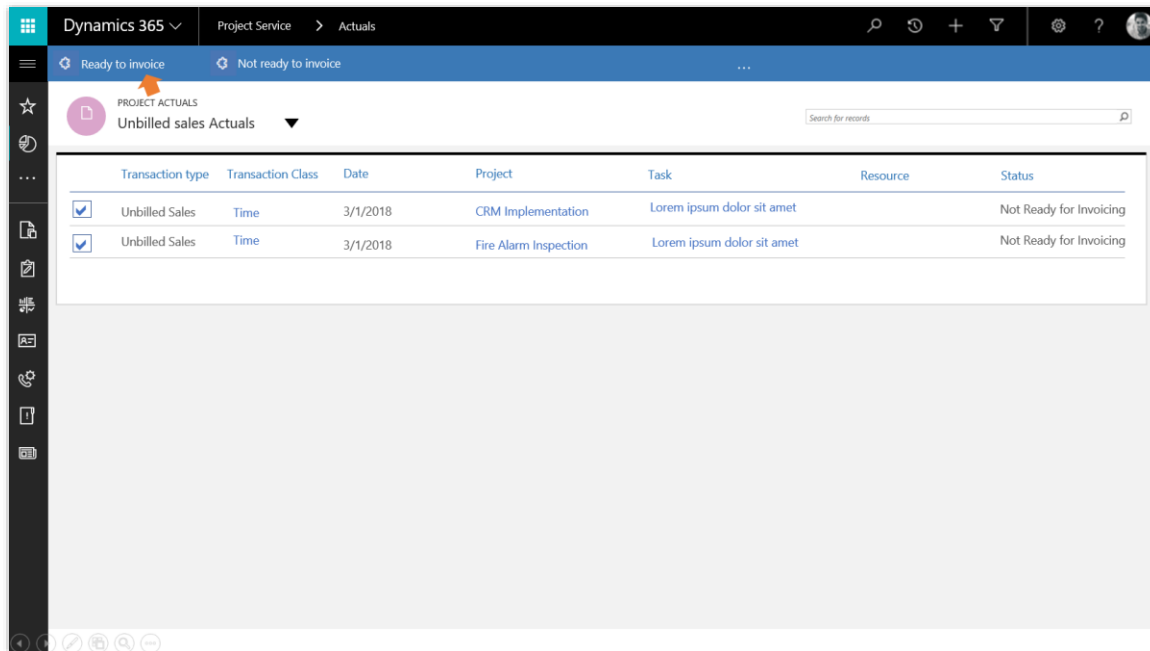 Dynamics 365 Project Service > Actuals
Ready to invoice Not ready to invoice ...
PROJECT ACTUALS
Unbilled sales Actuals
Search for records
Transaction type Transaction Class Date Project Task Resource Status
Unbilled Sales Time 3/1/2018 CRM Implementation Lorem ipsum dolor sit amet Not Ready for Invoicing
Unbilled Sales Time 3/1/2018 Fire Alarm Inspection Lorem ipsum dolor sit amet Not Ready for Invoicing